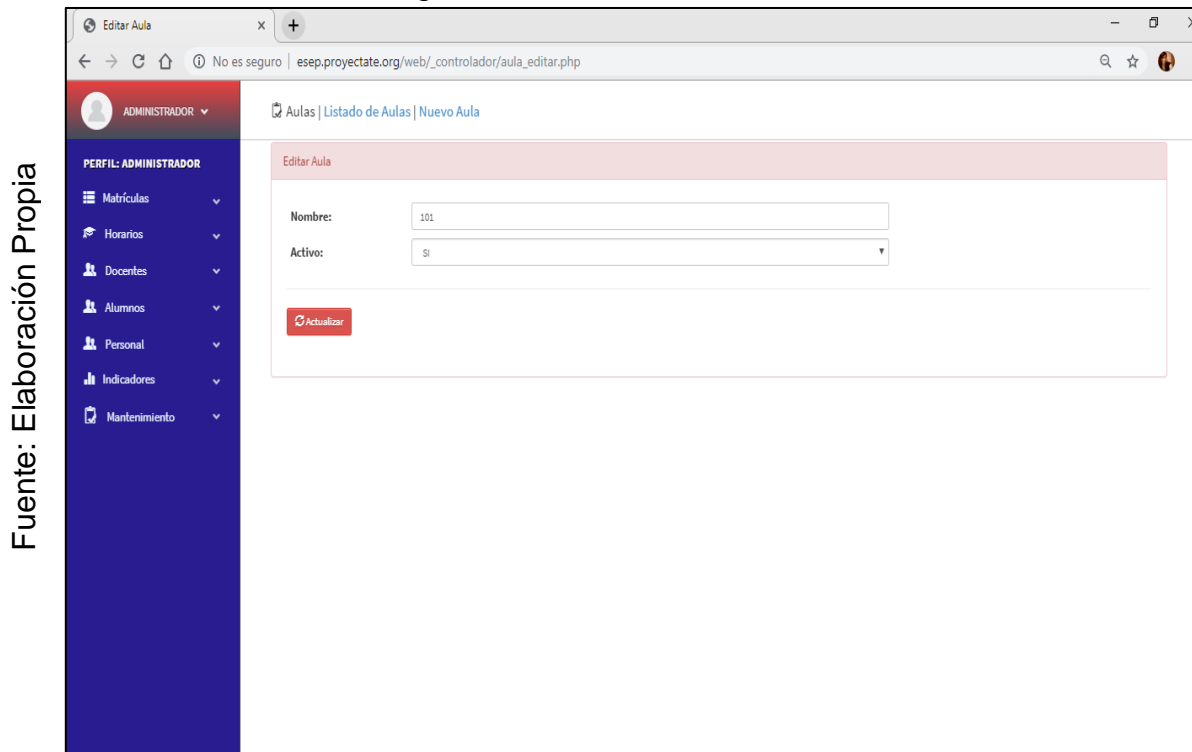 Editar Aula
No es seguro | esep.proyectate.org/web/_controlador/aula_editar.php
ADMINISTRADOR
Aulas | Listado de Aulas | Nuevo Aula
PERFIL: ADMINISTRADOR
Matrículas
Horarios
Docentes
Alumnos
Personal
Indicadores
Mantenimiento
Editar Aula
Nombre: 101
Activo: SI
Actualizar
Fuente: Elaboración Propia